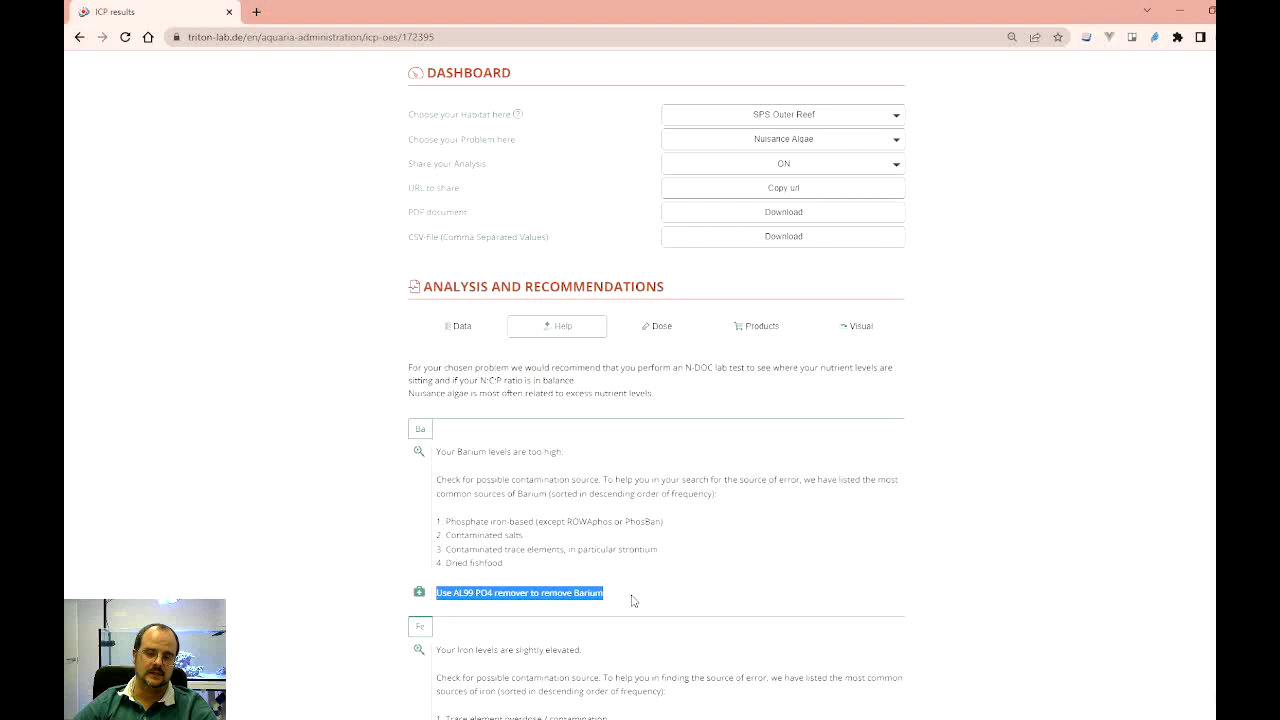 ICP results
triton-lab.de/en/aquaria-administration/icp-oes/172395
DASHBOARD
Choose your Habitat here ?
SPS Outer Reef
Choose your Problem here
Nuisance Algae
Share your Analysis
ON
URL to share
Copy url
PDF document
Download
CSV-file (Comma Separated Values)
Download
ANALYSIS AND RECOMMENDATIONS
Data
Help
Dose
Products
Visual
For your chosen problem we would recommend that you perform an N-DOC lab test to see where your nutrient levels are
sitting and if your N:C:P ratio is in balance.
Nuisance algae is most often related to excess nutrient levels.
Ba
Your Barium levels are too high.
Check for possible contamination source. To help you in your search for the source of error, we have listed the most
common sources of Barium (sorted in descending order of frequency):
1. Phosphate iron-based (except ROWAphos or PhosBan)
2. Contaminated salts
3. Contaminated trace elements, in particular strontium
4. Dried fishfood
Use AL99 PO4 remover to remove Barium
Fe
Your Iron levels are slightly elevated.
Check for possible contamination source. To help you in finding the source of error, we have listed the most common
sources of iron (sorted in descending order of frequency):
1. Trace element overdose / contamination